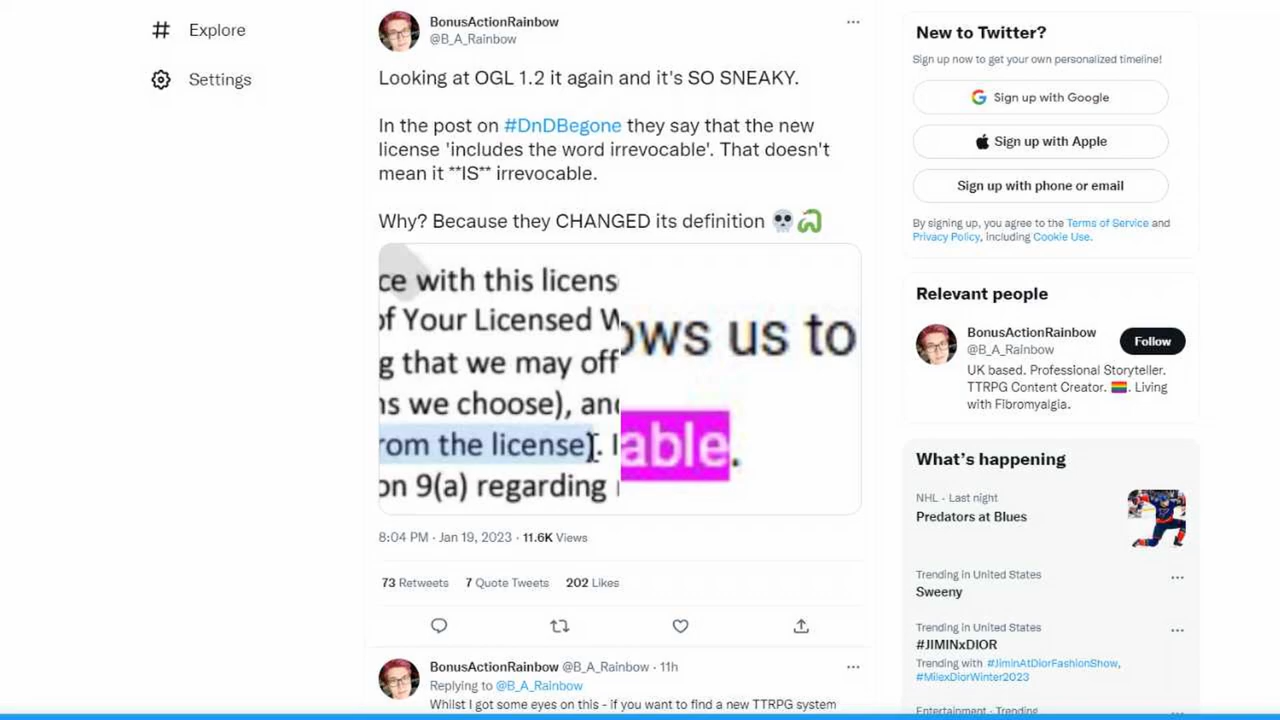 # Explore
Settings
BonusActionRainbow
@B_A_Rainbow
Looking at OGL 1.2 it again and it's SO SNEAKY.
In the post on #DnDBegone they say that the new
license 'includes the word irrevocable'. That doesn't
mean it **IS** irrevocable.
Why? Because they CHANGED its definition 💀🐍
ce with this licens
of Your Licensed W
g that we may off
ns we choose), and
rom the license). I
on 9(a) regarding
ows us to
able.
8:04 PM · Jan 19, 2023 · 11.6K Views
73 Retweets 7 Quote Tweets 202 Likes
BonusActionRainbow @B_A_Rainbow · 11h
Replying to @B_A_Rainbow
Whilst I got some eyes on this - if you want to find a new TTRPG system
New to Twitter?
Sign up now to get your own personalized timeline!
Sign up with Google
Sign up with Apple
Sign up with phone or email
By signing up, you agree to the Terms of Service and
Privacy Policy, including Cookie Use.
Relevant people
BonusActionRainbow
@B_A_Rainbow
Follow
UK based. Professional Storyteller.
TTRPG Content Creator. 🏳️‍🌈. Living
with Fibromyalgia.
What's happening
NHL · Last night
Predators at Blues
Trending in United States
Sweeny
Trending in United States
#JIMINxDIOR
Trending with #JiminAtDiorFashionShow,
#MilexDiorWinter2023
Entertainment · Trending